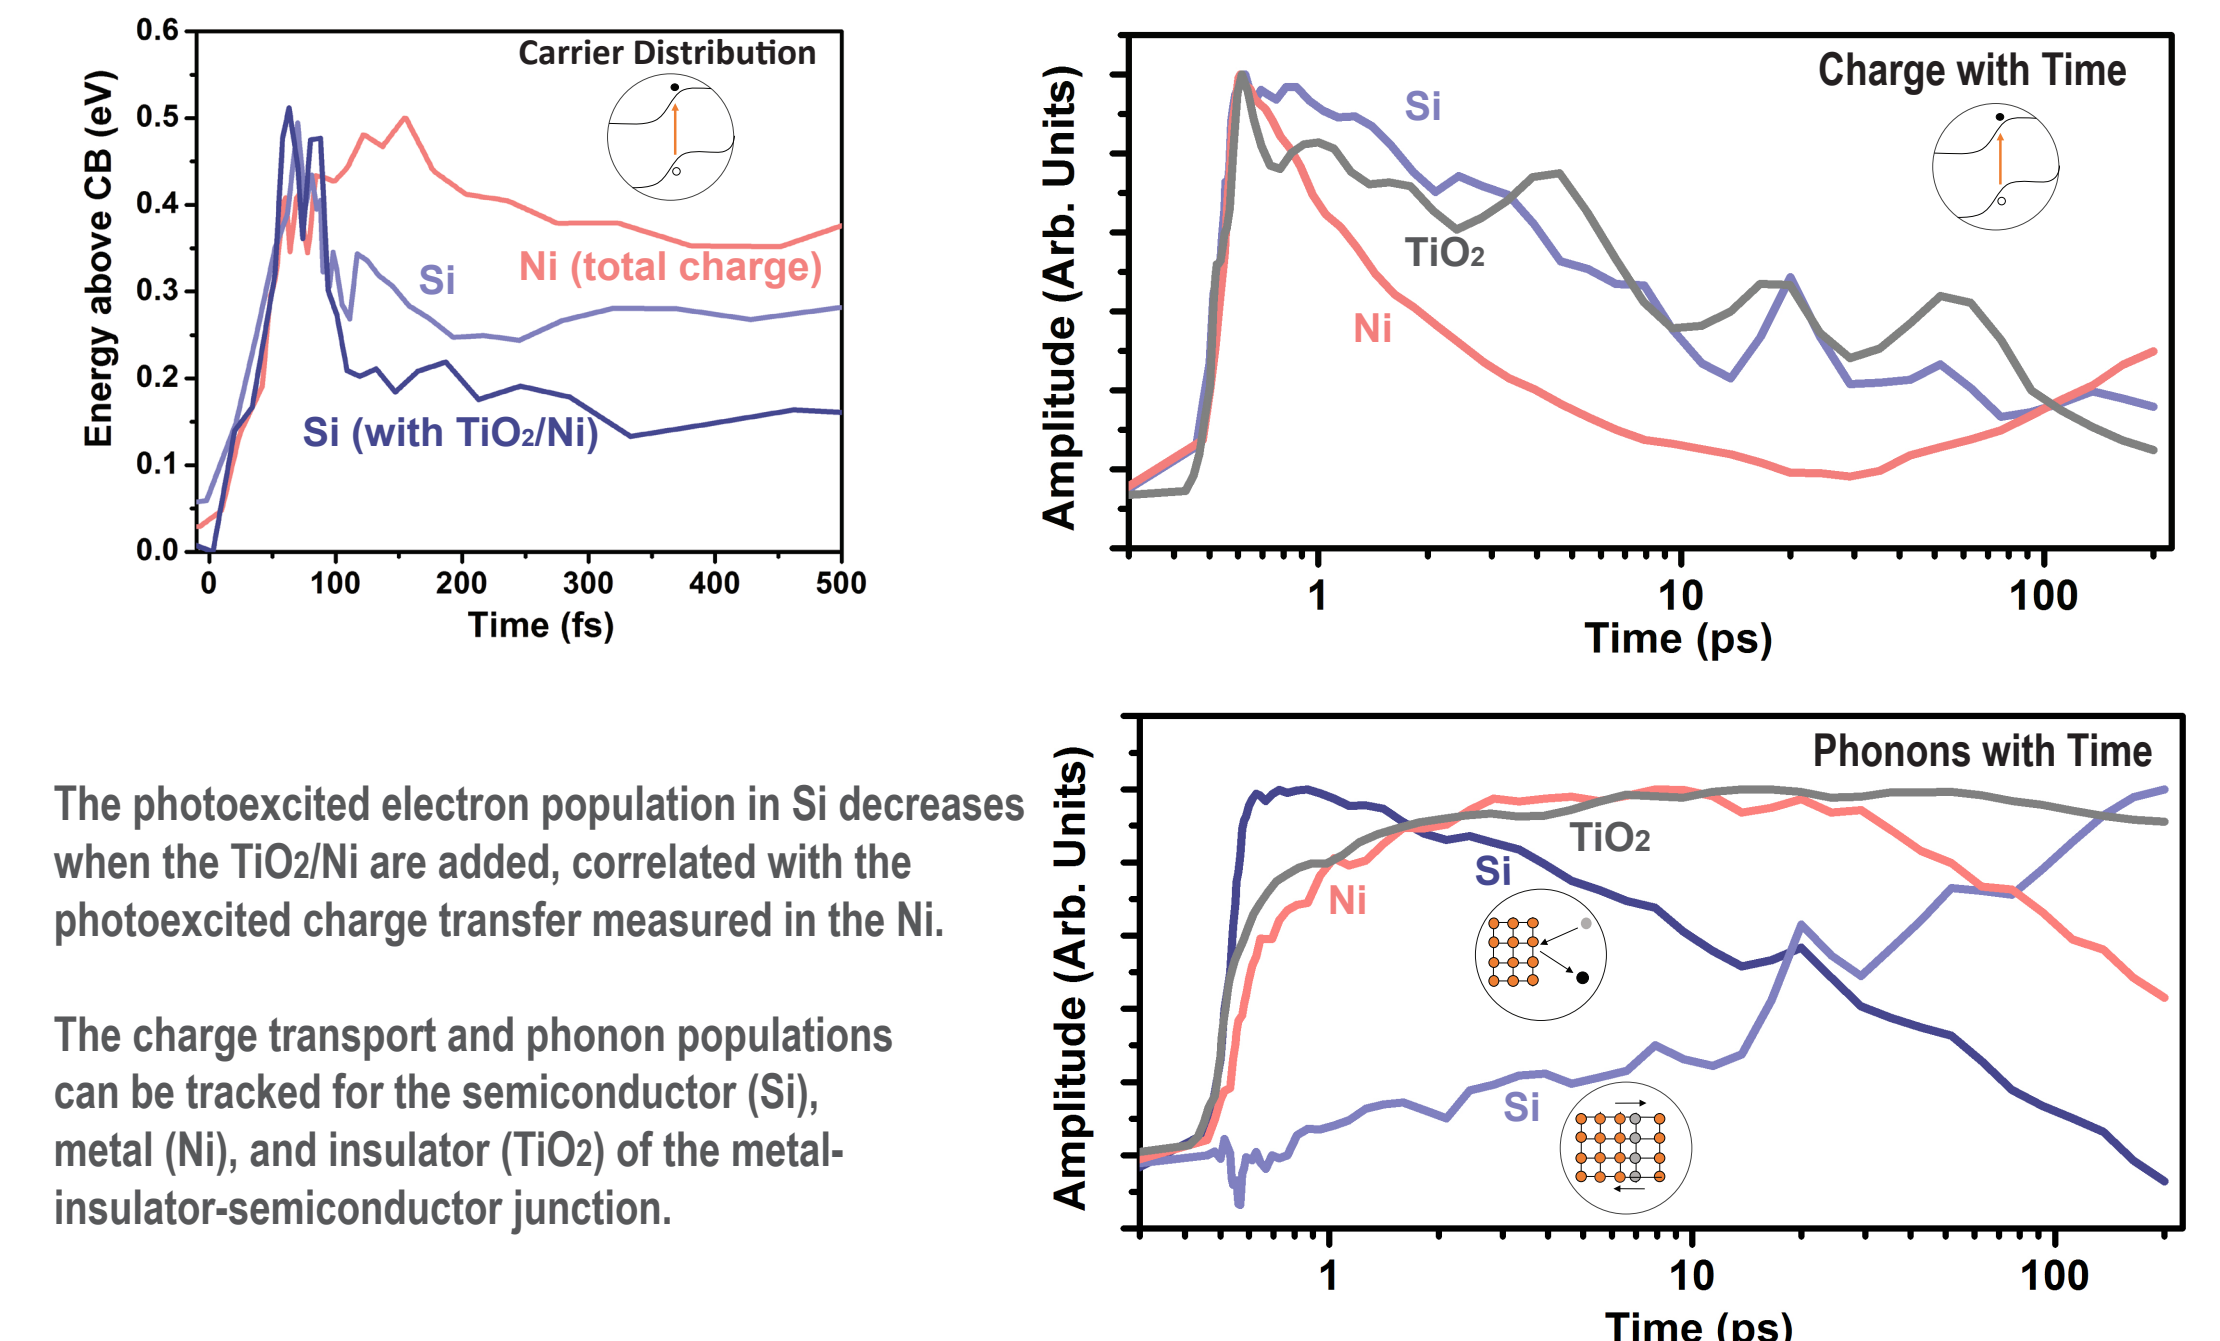 Carrier Distribution
Energy above CB (eV)
0.6
0.5
0.4
0.3
0.2
0.1
0.0
Ni (total charge)
Si
Si (with TiO2/Ni)
0 100 200 300 400 500
Time (fs)
Charge with Time
Amplitude (Arb. Units)
Si
TiO2
Ni
1 10 100
Time (ps)
The photoexcited electron population in Si decreases
when the TiO2/Ni are added, correlated with the
photoexcited charge transfer measured in the Ni.
The charge transport and phonon populations
can be tracked for the semiconductor (Si),
metal (Ni), and insulator (TiO2) of the metal-
insulator-semiconductor junction.
Phonons with Time
Amplitude (Arb. Units)
TiO2
Si
Ni
Si
1 10 100
Time (ps)